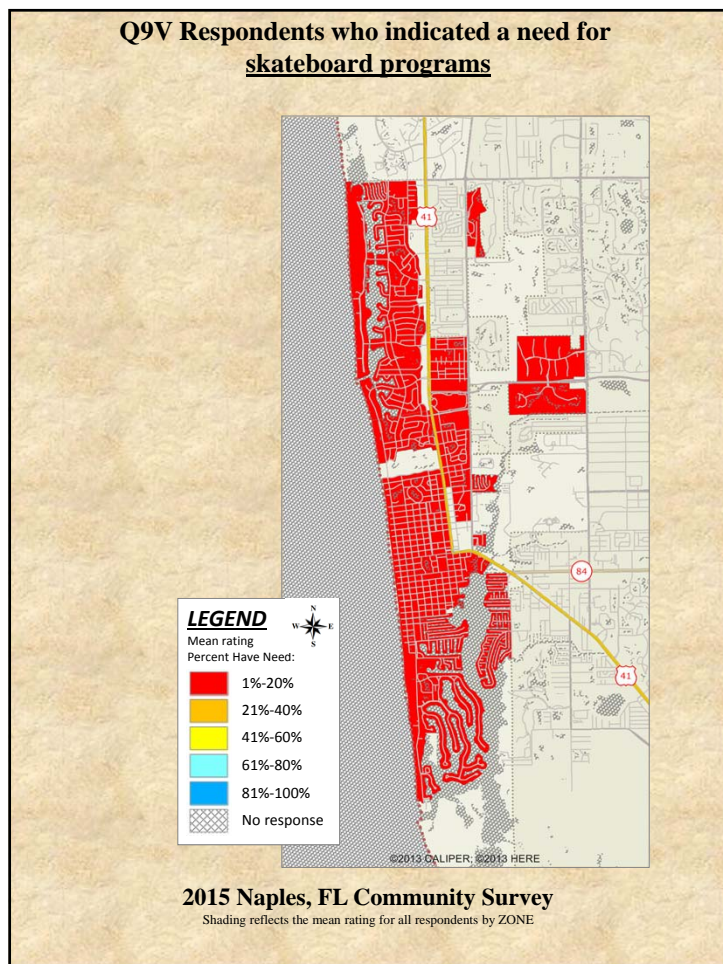 Q9V Respondents who indicated a need for
skateboard programs
41
84
41
LEGEND
N
W E
S
Mean rating
Percent Have Need:
1%-20%
21%-40%
41%-60%
61%-80%
81%-100%
No response
©2013 CALIPER; ©2013 HERE
2015 Naples, FL Community Survey
Shading reflects the mean rating for all respondents by ZONE